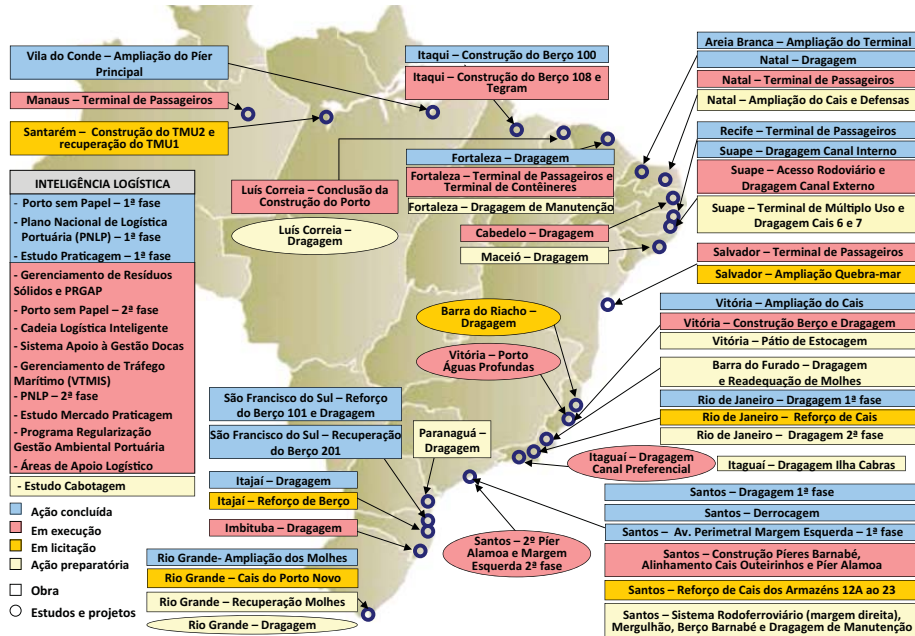 Vila do Conde – Ampliação do Píer
Principal
Manaus – Terminal de Passageiros
Santarém – Construção do TMU2 e
recuperação do TMU1
Itaqui – Construção do Berço 100
Itaqui – Construção do Berço 108 e
Tegram
Areia Branca – Ampliação do Terminal
Natal – Dragagem
Natal – Terminal de Passageiros
Natal – Ampliação do Cais e Defensas
Recife – Terminal de Passageiros
Suape – Dragagem Canal Interno
Suape – Acesso Rodoviário e
Dragagem Canal Externo
Suape – Terminal de Múltiplo Uso e
Dragagem Cais 6 e 7
Fortaleza – Dragagem
Fortaleza – Terminal de Passageiros e
Terminal de Contêineres
Fortaleza – Dragagem de Manutenção
Luís Correia – Conclusão da
Construção do Porto
Luís Correia –
Dragagem
Cabedelo – Dragagem
Maceió – Dragagem
Salvador – Terminal de Passageiros
Salvador – Ampliação Quebra-mar
INTELIGÊNCIA LOGÍSTICA
- Porto sem Papel – 1ª fase
- Plano Nacional de Logística
Portuária (PNLP) – 1ª fase
- Estudo Praticagem – 1ª fase
- Gerenciamento de Resíduos
Sólidos e PRGAP
- Porto sem Papel – 2ª fase
- Cadeia Logística Inteligente
- Sistema Apoio à Gestão Docas
- Gerenciamento de Tráfego
Marítimo (VTMIS)
- PNLP – 2ª fase
- Estudo Mercado Praticagem
- Programa Regularização
Gestão Ambiental Portuária
- Áreas de Apoio Logístico
- Estudo Cabotagem
Barra do Riacho –
Dragagem
Vitória – Porto
Águas Profundas
Vitória – Ampliação do Cais
Vitória – Construção Berço e Dragagem
Vitória – Pátio de Estocagem
Barra do Furado – Dragagem
e Readequação de Molhes
Rio de Janeiro – Dragagem 1ª fase
Rio de Janeiro – Reforço de Cais
Rio de Janeiro – Dragagem 2ª fase
Itaguaí – Dragagem
Canal Preferencial
Itaguaí – Dragagem Ilha Cabras
São Francisco do Sul – Reforço
do Berço 101 e Dragagem
São Francisco do Sul – Recuperação
do Berço 201
Paranaguá –
Dragagem
Itajaí – Dragagem
Itajaí – Reforço de Berço
Imbituba – Dragagem
Santos – 2º Píer
Alamoa e Margem
Esquerda 2ª fase
Santos – Dragagem 1ª fase
Santos – Derrocagem
Santos – Av. Perimetral Margem Esquerda – 1ª fase
Santos – Construção Píeres Barnabé,
Alinhamento Cais Outeirinhos e Píer Alamoa
Santos – Reforço de Cais dos Armazéns 12A ao 23
Santos – Sistema Rodoferroviário (margem direita),
Mergulhão, Berço Barnabé e Dragagem de Manutenção
Rio Grande- Ampliação dos Molhes
Rio Grande – Cais do Porto Novo
Rio Grande – Recuperação Molhes
Rio Grande – Dragagem
Ação concluída
Em execução
Em licitação
Ação preparatória
Obra
Estudos e projetos